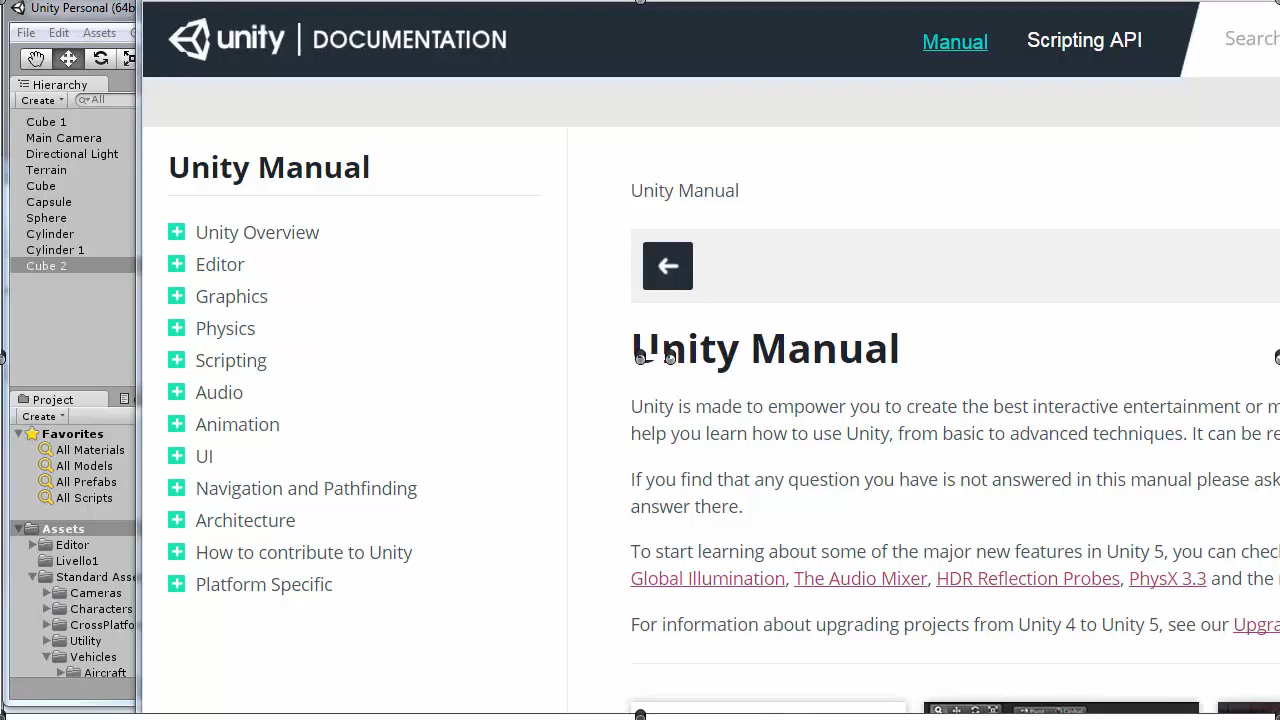 Unity Personal (64b
File Edit Assets
Hierarchy
Create
All
Cube 1
Main Camera
Directional Light
Terrain
Cube
Capsule
Sphere
Cylinder
Cylinder 1
Cube 2
Project
Create
Favorites
All Materials
All Models
All Prefabs
All Scripts
Assets
Editor
Livello1
Standard Asse
Cameras
Characters
CrossPlatfo
Utility
Vehicles
Aircraft
unity | DOCUMENTATION
Manual
Scripting API
Search
Unity Manual
Unity Overview
Editor
Graphics
Physics
Scripting
Audio
Animation
UI
Navigation and Pathfinding
Architecture
How to contribute to Unity
Platform Specific
Unity Manual
Unity Manual
Unity is made to empower you to create the best interactive entertainment or m
help you learn how to use Unity, from basic to advanced techniques. It can be re
If you find that any question you have is not answered in this manual please ask
answer there.
To start learning about some of the major new features in Unity 5, you can chec
Global Illumination, The Audio Mixer, HDR Reflection Probes, PhysX 3.3 and the
For information about upgrading projects from Unity 4 to Unity 5, see our Upgra